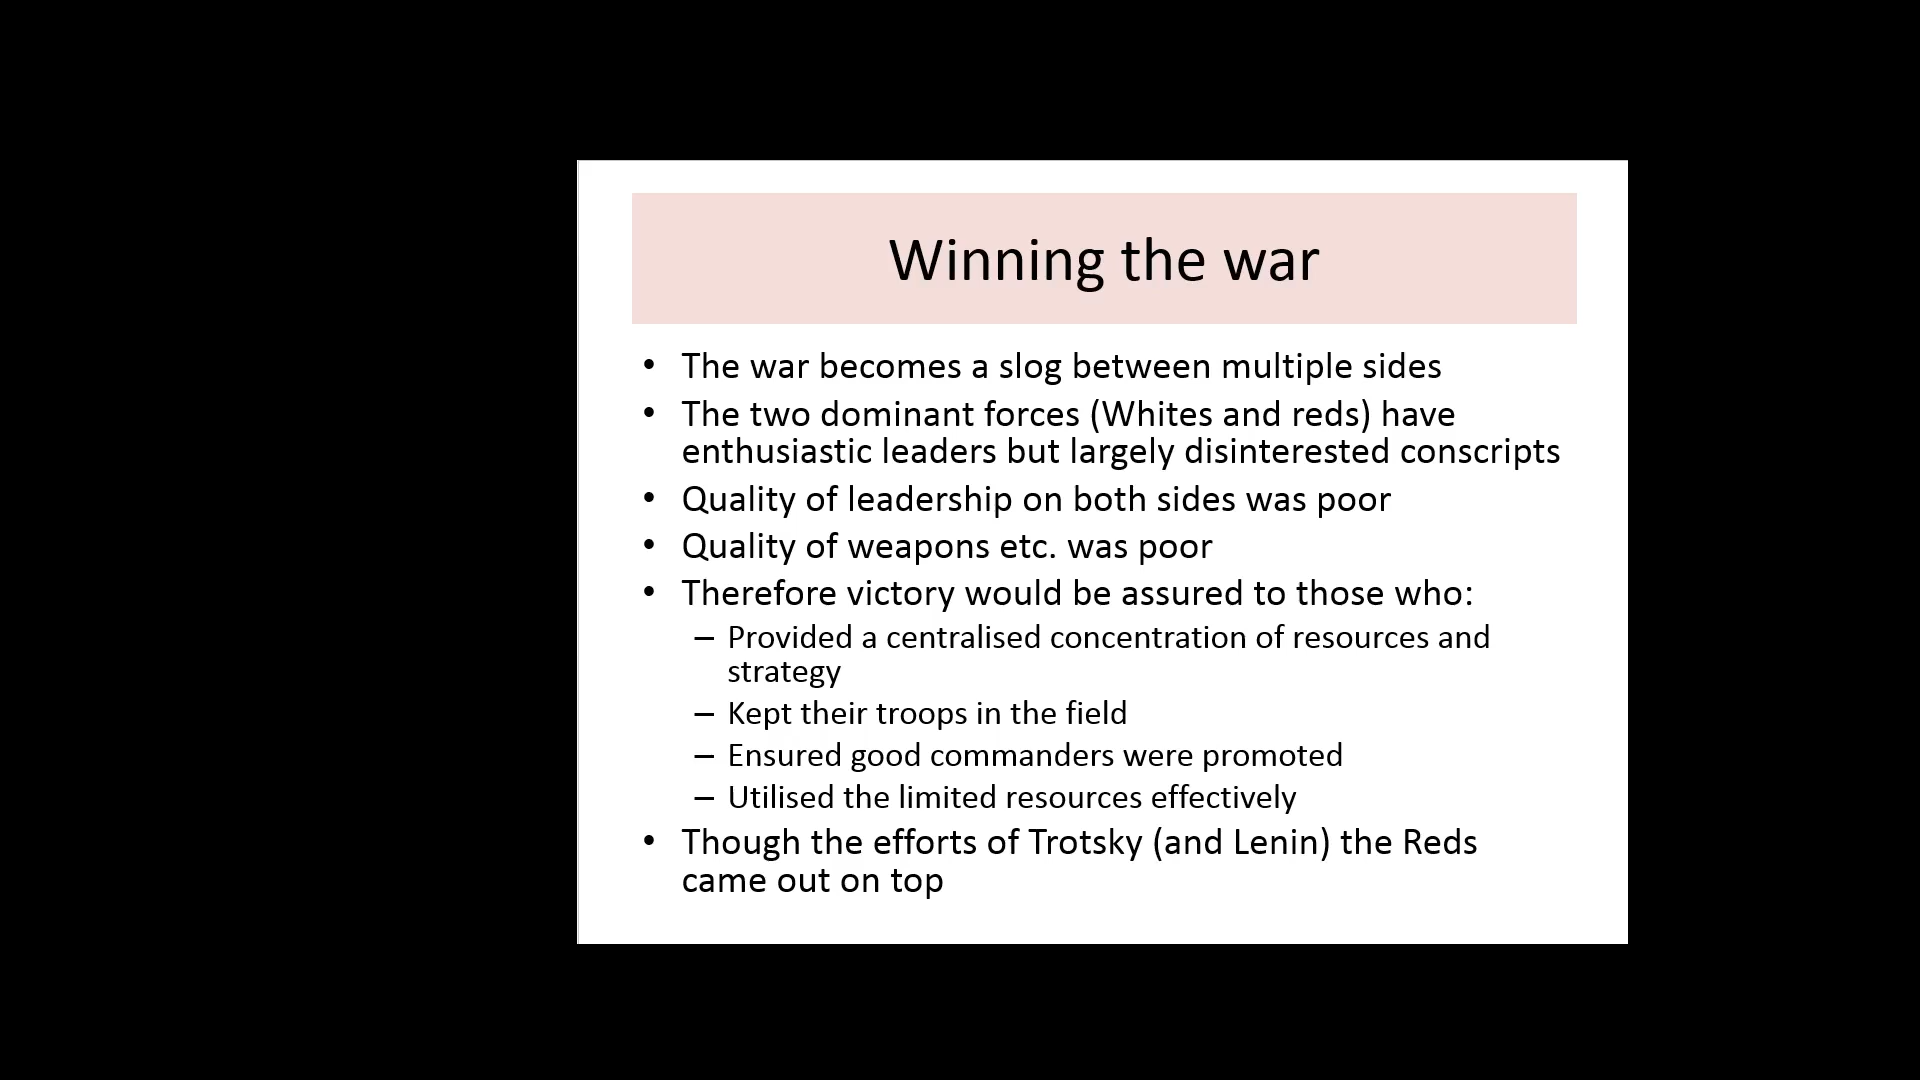 Winning the war
• The war becomes a slog between multiple sides
• The two dominant forces (Whites and reds) have
enthusiastic leaders but largely disinterested conscripts
• Quality of leadership on both sides was poor
• Quality of weapons etc. was poor
• Therefore victory would be assured to those who:
– Provided a centralised concentration of resources and
strategy
– Kept their troops in the field
– Ensured good commanders were promoted
– Utilised the limited resources effectively
• Though the efforts of Trotsky (and Lenin) the Reds
came out on top